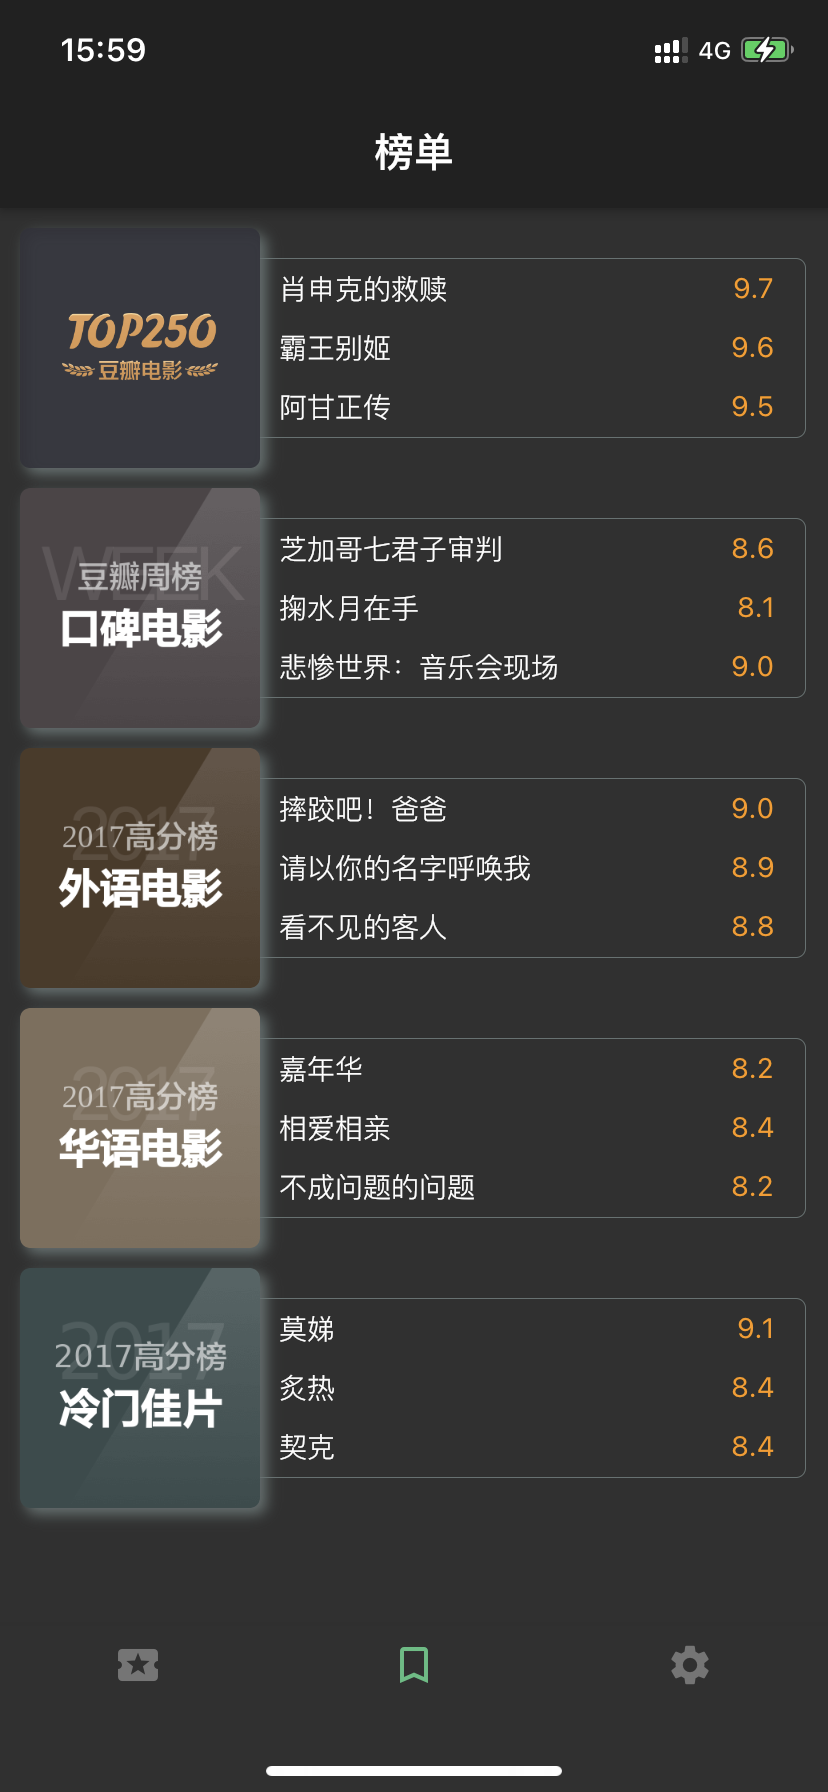 15:59
4G
榜单
TOP250
豆瓣电影
肖申克的救赎 9.7
霸王别姬 9.6
阿甘正传 9.5
WEEK
豆瓣周榜
口碑电影
芝加哥七君子审判 8.6
掬水月在手 8.1
悲惨世界：音乐会现场 9.0
2017
2017高分榜
外语电影
摔跤吧！爸爸 9.0
请以你的名字呼唤我 8.9
看不见的客人 8.8
2017
2017高分榜
华语电影
嘉年华 8.2
相爱相亲 8.4
不成问题的问题 8.2
2017
2017高分榜
冷门佳片
莫娣 9.1
炙热 8.4
契克 8.4